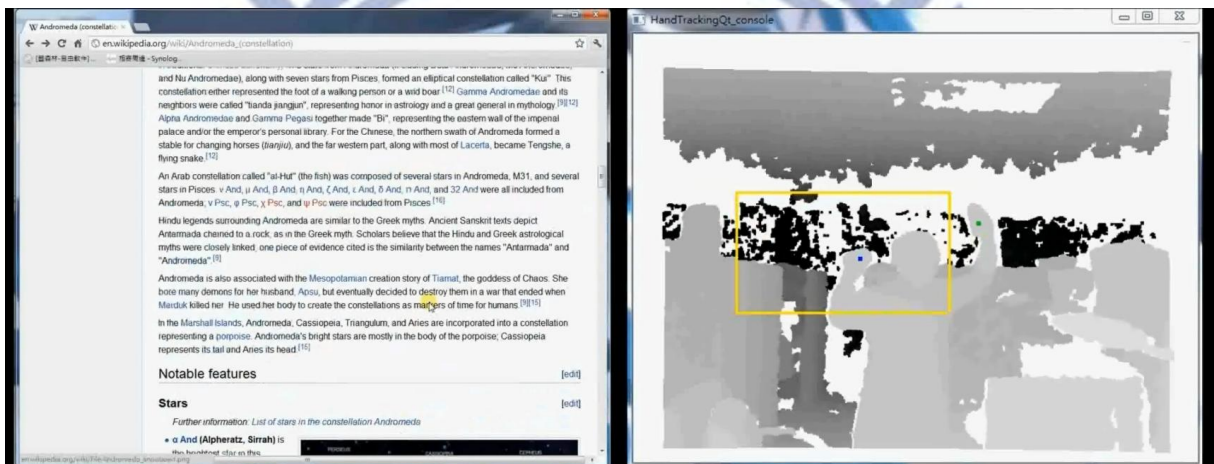 Andromeda (constellatio
en.wikipedia.org/wiki/Andromeda_(constellation)
- Synolog...
and Nu Andromedae), along with seven stars from Pisces, formed an elliptical constellation called "Kui". This
constellation either represented the foot of a walking person or a wild boar.[12] Gamma Andromedae and its
neighbors were called "tianda jiangjun", representing honor in astrology and a great general in mythology.[9][12]
Alpha Andromedae and Gamma Pegasi together made "Bi", representing the eastern wall of the imperial
palace and/or the emperor's personal library. For the Chinese, the northern swath of Andromeda formed a
stable for changing horses (tianjiu), and the far western part, along with most of Lacerta, became Tengshe, a
flying snake.[12]
An Arab constellation called "al-Hut" (the fish) was composed of several stars in Andromeda, M31, and several
stars in Pisces. ν And, μ And, β And, η And, ζ And, ε And, δ And, π And, and 32 And were all included from
Andromeda; ν Psc, φ Psc, χ Psc, and ψ Psc were included from Pisces.[16]
Hindu legends surrounding Andromeda are similar to the Greek myths. Ancient Sanskrit texts depict
Antarmada chained to a rock, as in the Greek myth. Scholars believe that the Hindu and Greek astrological
myths were closely linked; one piece of evidence cited is the similarity between the names "Antarmada" and
"Andromeda".[9]
Andromeda is also associated with the Mesopotamian creation story of Tiamat, the goddess of Chaos. She
bore many demons for her husband, Apsu, but eventually decided to destroy them in a war that ended when
Marduk killed her. He used her body to create the constellations as markers of time for humans.[9][15]
In the Marshall Islands, Andromeda, Cassiopeia, Triangulum, and Aries are incorporated into a constellation
representing a porpoise. Andromeda's bright stars are mostly in the body of the porpoise; Cassiopeia
represents its tail and Aries its head.[15]
Notable features [edit]
Stars [edit]
Further information: List of stars in the constellation Andromeda
• α And (Alpheratz, Sirrah) is
the brightest star in this
PERSEUS CASSIOPEIA CEPHEUS
HandTrackingQt_console